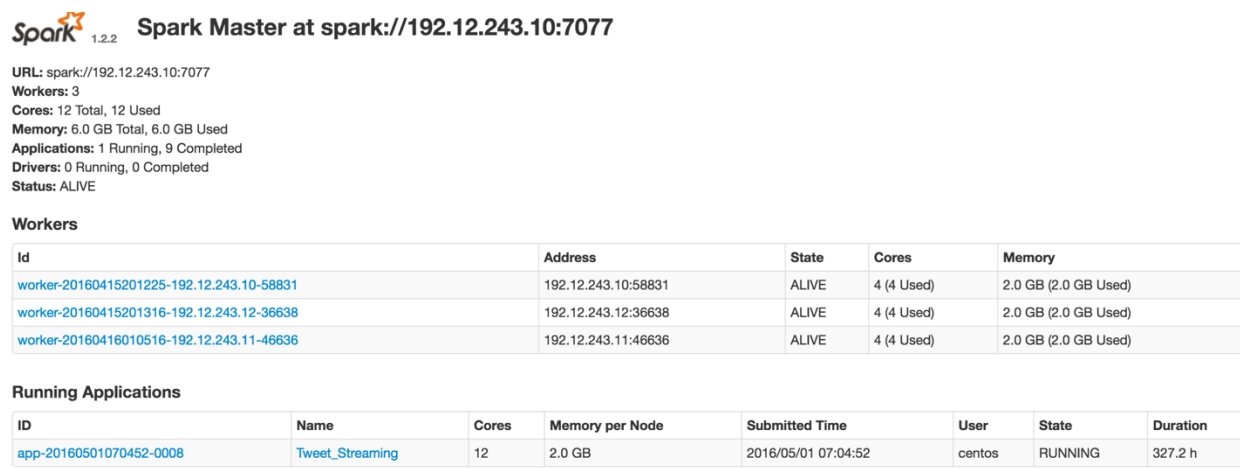 Spark 1.2.2 Spark Master at spark://192.12.243.10:7077
URL: spark://192.12.243.10:7077
Workers: 3
Cores: 12 Total, 12 Used
Memory: 6.0 GB Total, 6.0 GB Used
Applications: 1 Running, 9 Completed
Drivers: 0 Running, 0 Completed
Status: ALIVE
Workers
Id Address State Cores Memory
worker-20160415201225-192.12.243.10-58831 192.12.243.10:58831 ALIVE 4 (4 Used) 2.0 GB (2.0 GB Used)
worker-20160415201316-192.12.243.12-36638 192.12.243.12:36638 ALIVE 4 (4 Used) 2.0 GB (2.0 GB Used)
worker-20160416010516-192.12.243.11-46636 192.12.243.11:46636 ALIVE 4 (4 Used) 2.0 GB (2.0 GB Used)
Running Applications
ID Name Cores Memory per Node Submitted Time User State Duration
app-20160501070452-0008 Tweet_Streaming 12 2.0 GB 2016/05/01 07:04:52 centos RUNNING 327.2 h